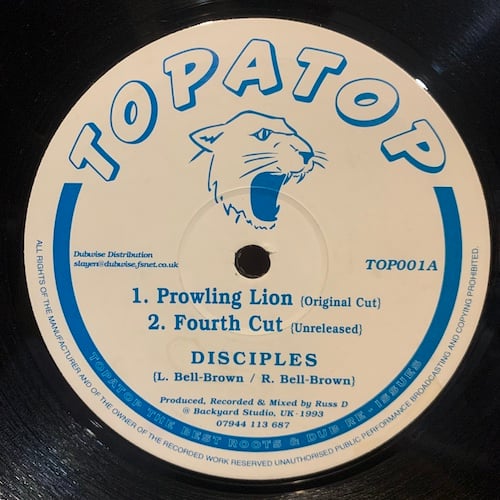 TOPATOP
Dubwise Distribution
slayer@dubwise.fsnet.co.uk
TOP001A
1. Prowling Lion {Original Cut}
2. Fourth Cut {Unreleased}
DISCIPLES
{L. Bell-Brown / R. Bell-Brown}
Produced, Recorded & Mixed by Russ D
@ Backyard Studio, UK - 1993
07944 113 687
TOPATOP THE BEST ROOTS & DUB RE - ISSUES
ALL RIGHTS OF THE MANUFACTURER AND OF THE OWNER OF THE RECORDED WORK RESERVED UNAUTHORISED PUBLIC PERFORMANCE BROADCASTING AND COPYING PROHIBITED.